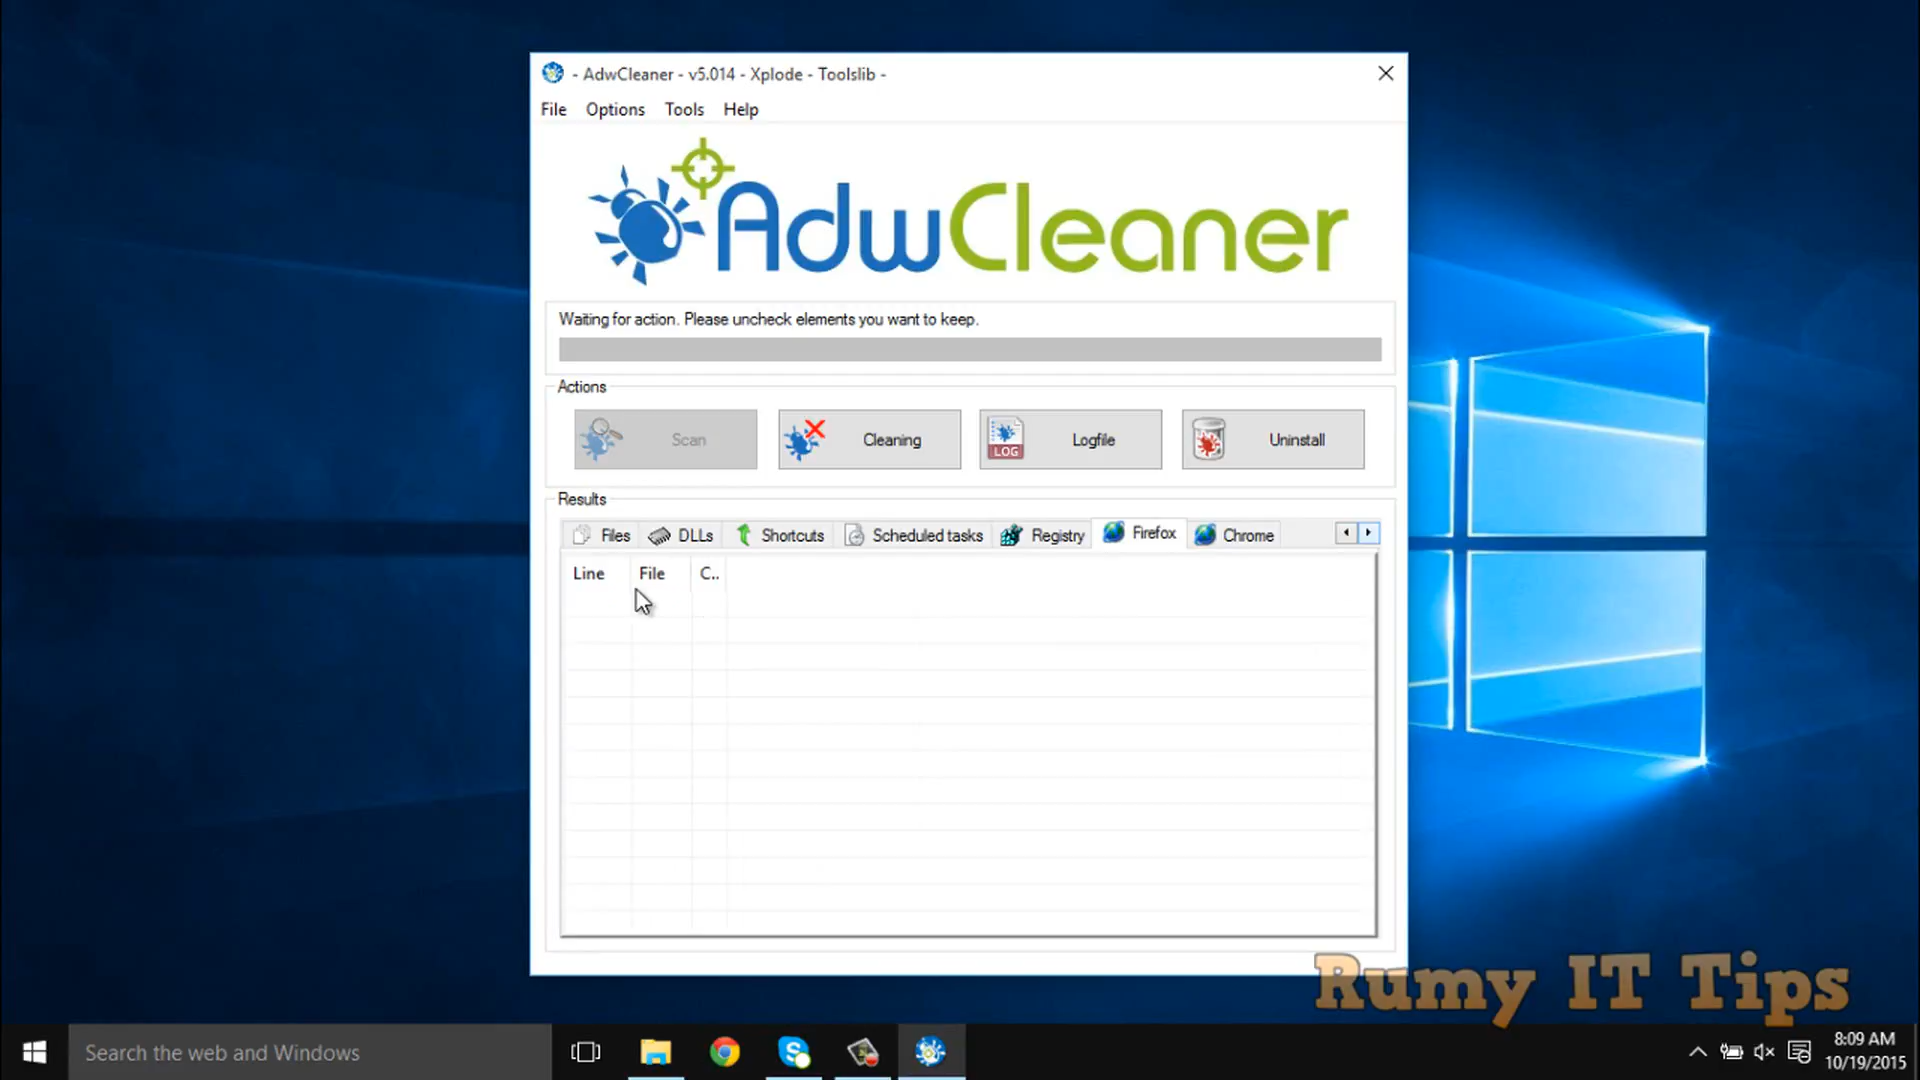 - AdwCleaner - v5.014 - Xplode - Toolslib -
File Options Tools Help
AdwCleaner
Waiting for action. Please uncheck elements you want to keep.
Actions
Scan Cleaning Logfile Uninstall
LOG
Results
Files DLLs Shortcuts Scheduled tasks Registry Firefox Chrome
Line File C..
Rumy IT Tips
Search the web and Windows
8:09 AM
10/19/2015